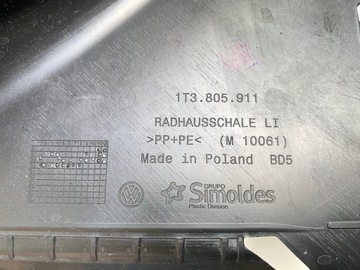 1T3.805.911
RADHAUSSCHALE LI
>PP+PE< (M 10061)
Made in Poland BD5
GRUPO
Simoldes
Plastic Division